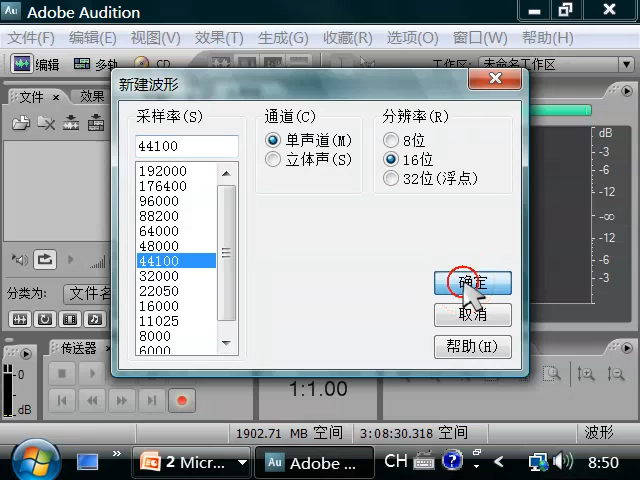 Au Adobe Audition
文件(F) 编辑(E) 视图(V) 效果(T) 生成(G) 收藏(R) 选项(O) 窗口(W) 帮助(H)
编辑 多轨 CD 工作区: 未命名工作区
新建波形
文件 × 效果
采样率(S) 通道(C) 分辨率(R)
44100 单声道(M) 8位
立体声(S) 16位
32位(浮点)
192000
176400
96000
88200
64000
48000
44100
32000
22050
16000
11025
8000
6000
确定
取消
帮助(H)
dB
-3
-6
-12
-∞
-12
-6
-3
分类为: 文件名
传送器 ×
-0
-dB
1:1.00
1902.71 MB 空间 3:08:30.318 空间 波形
2 Micr... Au Adobe ... CH 8:50